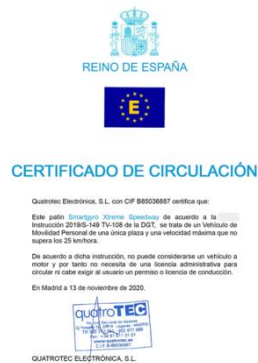 REINO DE ESPAÑA
E
CERTIFICADO DE CIRCULACIÓN
Quatrotec Electrónica, S.L. con CIF B85036887 certifica que:
Este patín Smartgyro Xtreme Speedway de acuerdo a la
Instrucción 2019/S-149 TV-108 de la DGT, se trata de un Vehículo de
Movilidad Personal de una única plaza y una velocidad máxima que no
supera los 25 km/hora.
De acuerdo a dicha instrucción, no puede considerarse un vehículo a
motor y por tanto no necesita de una licencia administrativa para
circular ni cabe exigir al usuario un permiso o licencia de conducción.
En Madrid a 13 de noviembre de 2020.
quatroTEC
www.quatrotec.com
QUATROTEC ELECTRÓNICA, S.L.